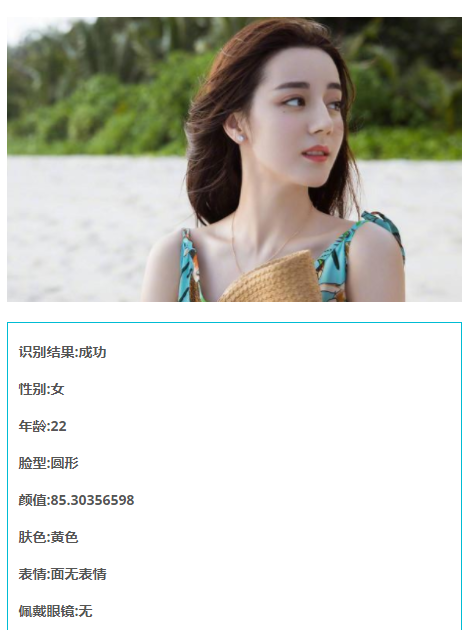 识别结果:成功
性别:女
年龄:22
脸型:圆形
颜值:85.30356598
肤色:黄色
表情:面无表情
佩戴眼镜:无